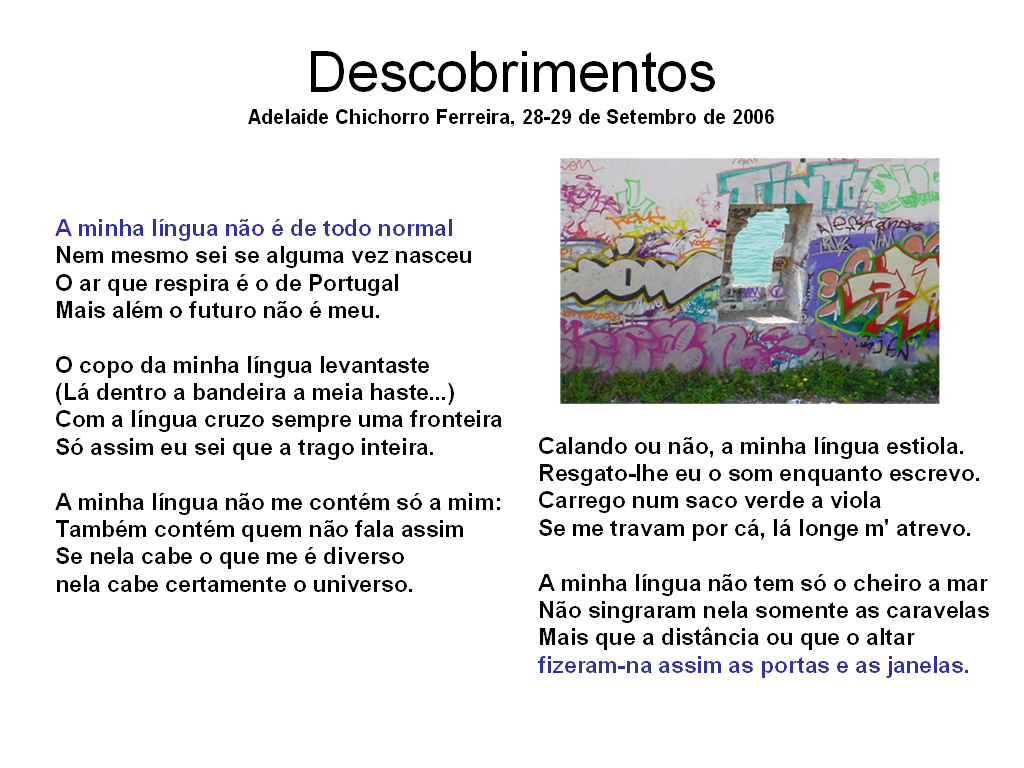 Descobrimentos
Adelaide Chichorro Ferreira, 28-29 de Setembro de 2006
A minha língua não é de todo normal
Nem mesmo sei se alguma vez nasceu
O ar que respira é o de Portugal
Mais além o futuro não é meu.
O copo da minha língua levantaste
(Lá dentro a bandeira a meia haste...)
Com a língua cruzo sempre uma fronteira
Só assim eu sei que a trago inteira.
A minha língua não me contém só a mim:
Também contém quem não fala assim
Se nela cabe o que me é diverso
nela cabe certamente o universo.
TINTO
Calando ou não, a minha língua estiola.
Resgato-lhe eu o som enquanto escrevo.
Carrego num saco verde a viola
Se me travam por cá, lá longe m' atrevo.
A minha língua não tem só o cheiro a mar
Não singraram nela somente as caravelas
Mais que a distância ou que o altar
fizeram-na assim as portas e as janelas.